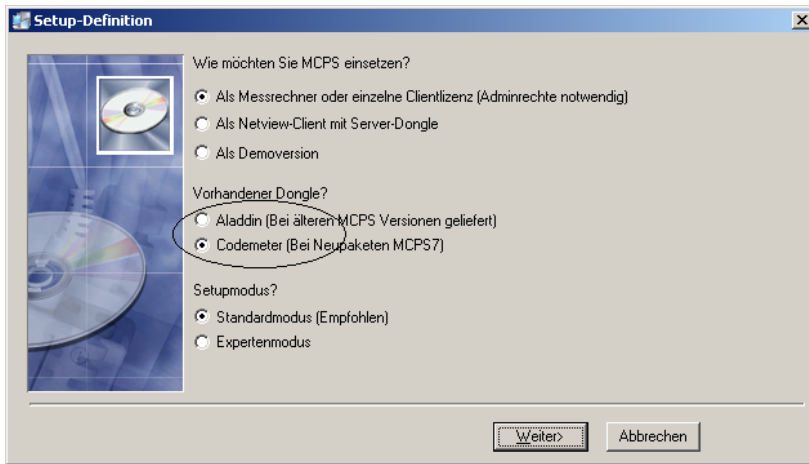 Setup-Definition
Wie möchten Sie MCPS einsetzen?
Als Messrechner oder einzelne Clientlizenz (Adminrechte notwendig)
Als Netview-Client mit Server-Dongle
Als Demoversion
Vorhandener Dongle?
Aladdin (Bei älteren MCPS Versionen geliefert)
Codemeter (Bei Neupaketen MCPS7)
Setupmodus?
Standardmodus (Empfohlen)
Expertenmodus
Weiter>
Abbrechen